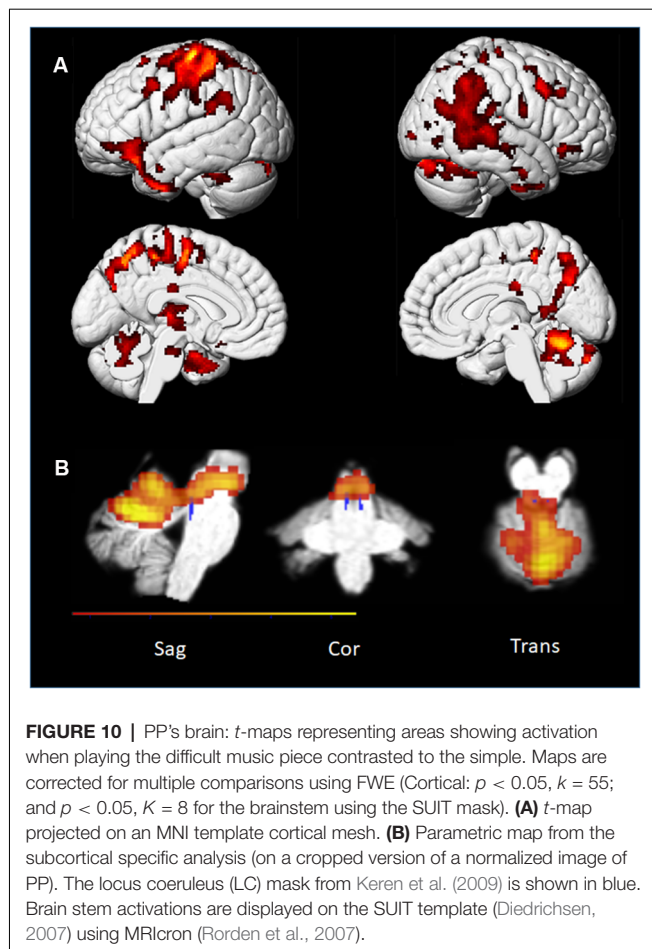 A
B
Sag
Cor
Trans
FIGURE 10 | PP's brain: t-maps representing areas showing activation
when playing the difficult music piece contrasted to the simple. Maps are
corrected for multiple comparisons using FWE (Cortical: p < 0.05, k = 55;
and p < 0.05, K = 8 for the brainstem using the SUIT mask). (A) t-map
projected on an MNI template cortical mesh. (B) Parametric map from the
subcortical specific analysis (on a cropped version of a normalized image of
PP). The locus coeruleus (LC) mask from Keren et al. (2009) is shown in blue.
Brain stem activations are displayed on the SUIT template (Diedrichsen,
2007) using MRIcron (Rorden et al., 2007).